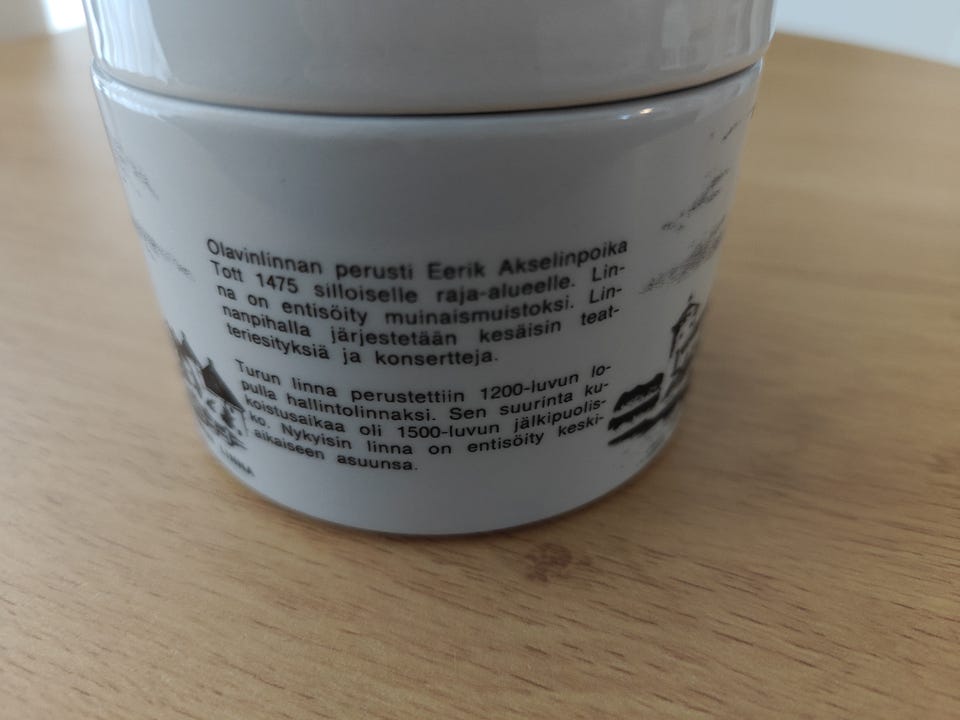 Olavinlinnan perusti Eerik Akselinpoika
Tott 1475 silloiselle raja-alueelle. Lin-
na on entisöity muinaismuistoksi. Lin-
nanpihalla järjestetään kesäisin teat-
teriesityksiä ja konsertteja.
Turun linna perustettiin 1200-luvun lo-
pulla hallintolinnaksi. Sen suurinta ku-
koistusaikaa oli 1500-luvun jälkipuolis-
ko. Nykyisin linna on entisöity keski-
aikaiseen asuunsa.
LINNA